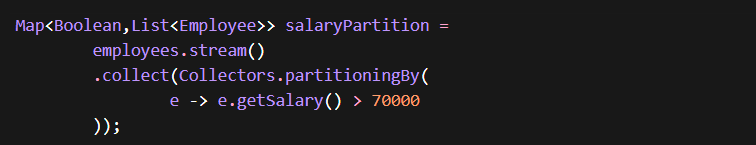 Map<Boolean,List<Employee>> salaryPartition =
        employees.stream()
        .collect(Collectors.partitioningBy(
                e -> e.getSalary() > 70000
        ));